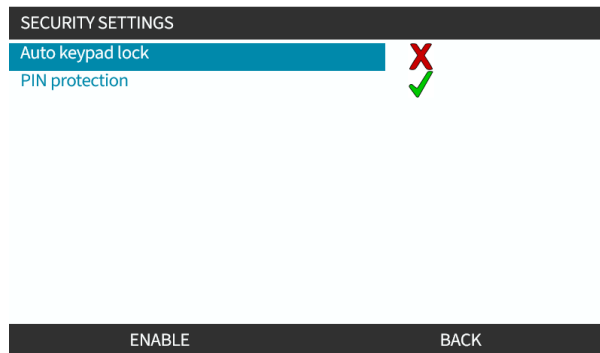 SECURITY SETTINGS
Auto keypad lock
PIN protection
ENABLE BACK